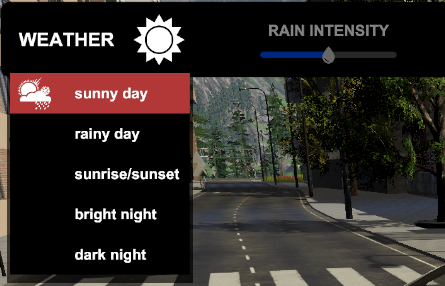 WEATHER
RAIN INTENSITY
sunny day
rainy day
sunrise/sunset
bright night
dark night